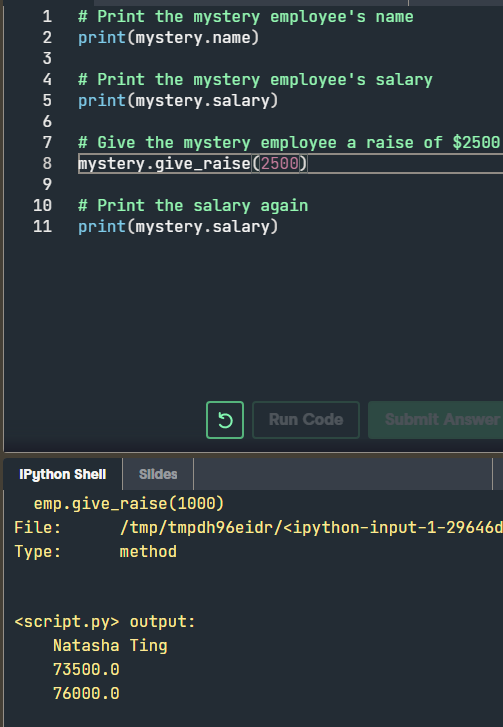 1 # Print the mystery employee's name
2 print(mystery.name)
3
4 # Print the mystery employee's salary
5 print(mystery.salary)
6
7 # Give the mystery employee a raise of $2500
8 mystery.give_raise(2500)
9
10 # Print the salary again
11 print(mystery.salary)
Run Code Submit Answer
IPython Shell Slides
emp.give_raise(1000)
File: /tmp/tmpdh96eidr/<ipython-input-1-29646d
Type: method
<script.py> output:
Natasha Ting
73500.0
76000.0